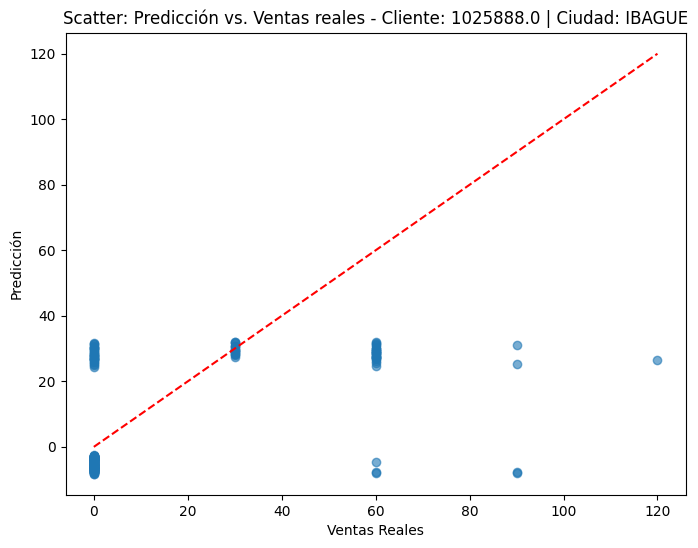 Scatter: Predicción vs. Ventas reales - Cliente: 1025888.0 | Ciudad: IBAGUE
120
100
80
60
40
20
0
Predicción
0 20 40 60 80 100 120
Ventas Reales